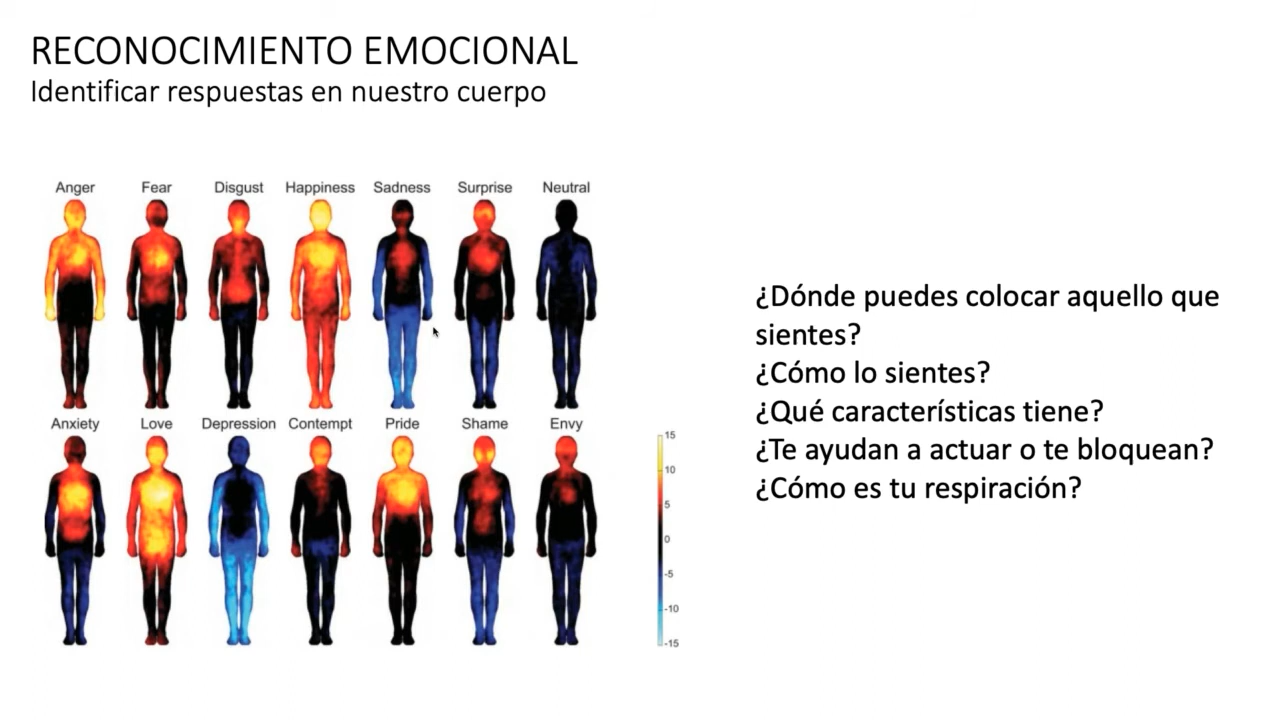 RECONOCIMIENTO EMOCIONAL
Identificar respuestas en nuestro cuerpo
Anger Fear Disgust Happiness Sadness Surprise Neutral
Anxiety Love Depression Contempt Pride Shame Envy
15
10
5
0
-5
-10
-15
¿Dónde puedes colocar aquello que
sientes?
¿Cómo lo sientes?
¿Qué características tiene?
¿Te ayudan a actuar o te bloquean?
¿Cómo es tu respiración?